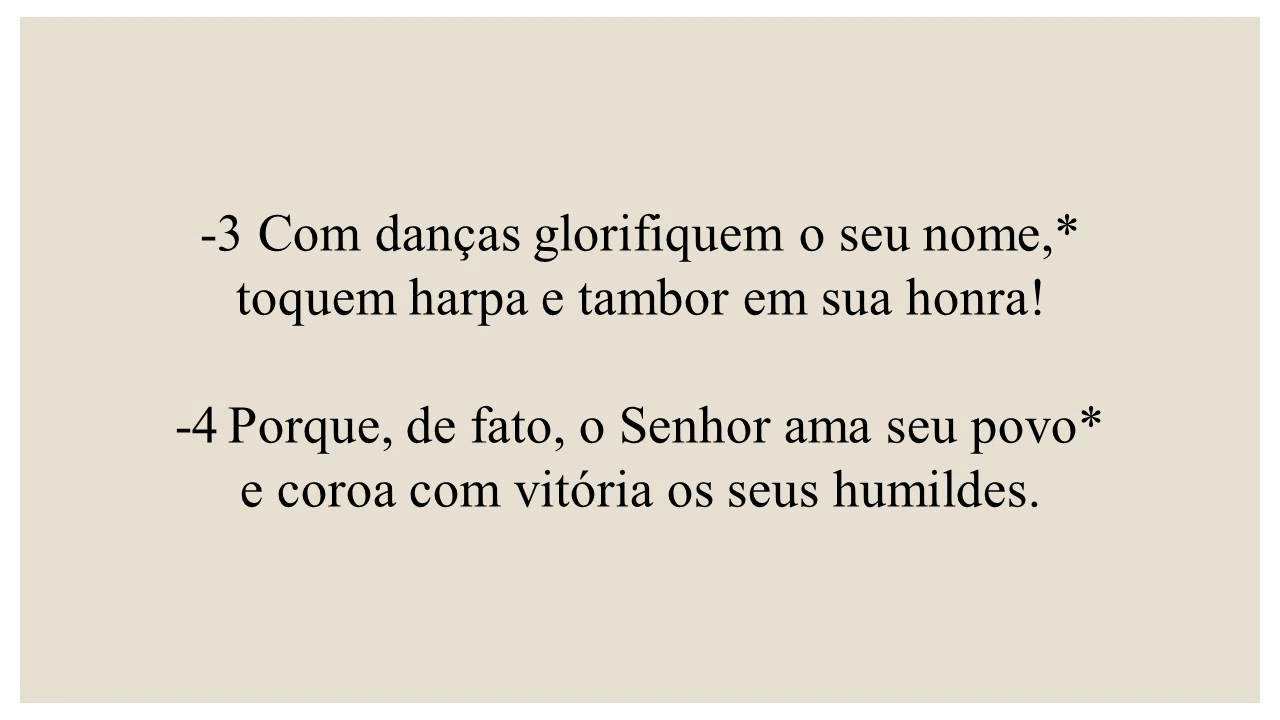 -3 Com danças glorifiquem o seu nome,*
toquem harpa e tambor em sua honra!
-4 Porque, de fato, o Senhor ama seu povo*
e coroa com vitória os seus humildes.